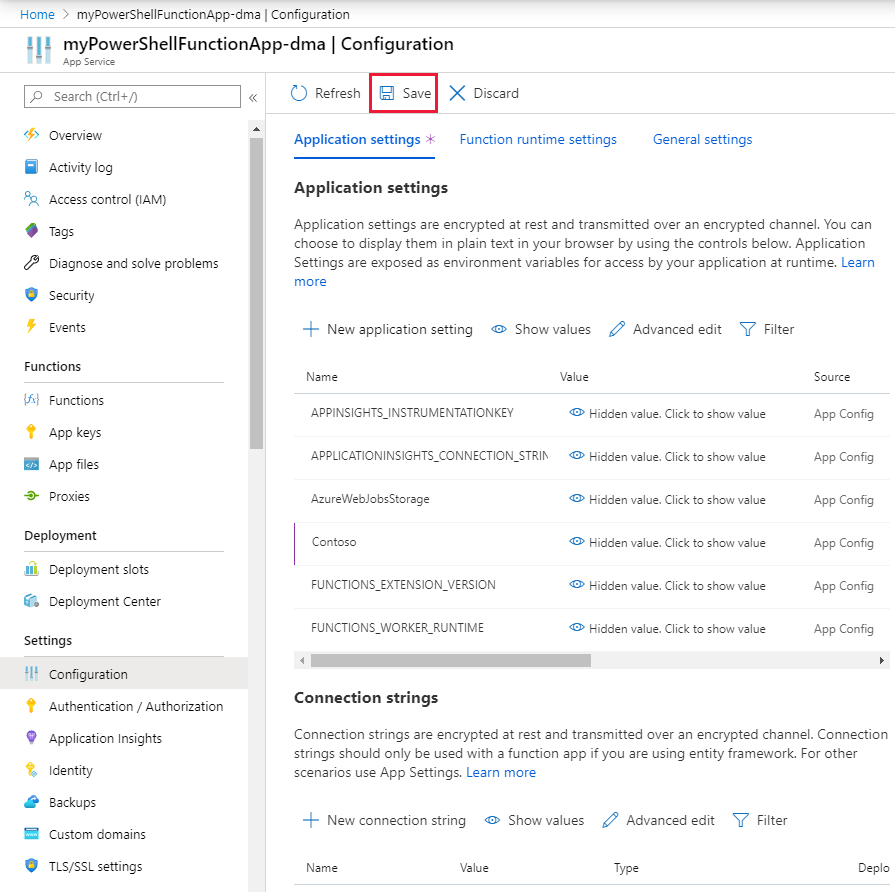 Home > myPowerShellFunctionApp-dma | Configuration
myPowerShellFunctionApp-dma | Configuration
App Service
Search (Ctrl+/)
«
Overview
Activity log
Access control (IAM)
Tags
Diagnose and solve problems
Security
Events
Functions
Functions
App keys
App files
Proxies
Deployment
Deployment slots
Deployment Center
Settings
Configuration
Authentication / Authorization
Application Insights
Identity
Backups
Custom domains
TLS/SSL settings
Refresh Save Discard
Application settings * Function runtime settings General settings
Application settings
Application settings are encrypted at rest and transmitted over an encrypted channel. You can
choose to display them in plain text in your browser by using the controls below. Application
Settings are exposed as environment variables for access by your application at runtime. Learn
more
New application setting Show values Advanced edit Filter
Name Value Source
APPINSIGHTS_INSTRUMENTATIONKEY Hidden value. Click to show value App Config
APPLICATIONINSIGHTS_CONNECTION_STRIN Hidden value. Click to show value App Config
AzureWebJobsStorage Hidden value. Click to show value App Config
Contoso Hidden value. Click to show value App Config
FUNCTIONS_EXTENSION_VERSION Hidden value. Click to show value App Config
FUNCTIONS_WORKER_RUNTIME Hidden value. Click to show value App Config
Connection strings
Connection strings are encrypted at rest and transmitted over an encrypted channel. Connection
strings should only be used with a function app if you are using entity framework. For other
scenarios use App Settings. Learn more
New connection string Show values Advanced edit Filter
Name Value Type Deplo